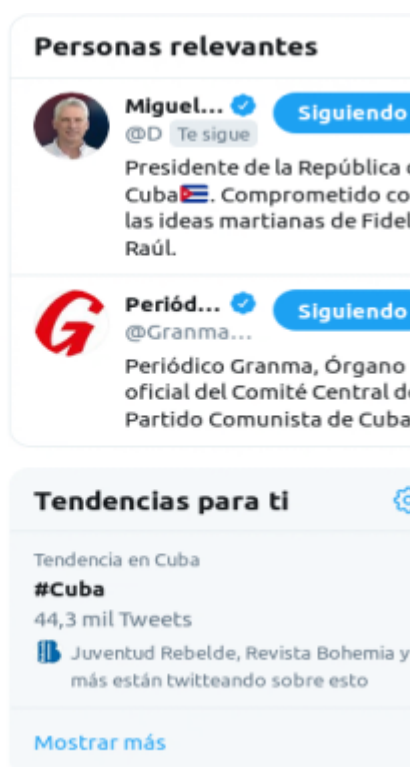 Personas relevantes
Miguel... Siguiendo
@D Te sigue
Presidente de la República
Cuba🇨🇺. Comprometido co
las ideas martianas de Fidel
Raúl.
G
Periód... Siguiendo
@Granma...
Periódico Granma, Órgano
oficial del Comité Central d
Partido Comunista de Cuba
Tendencias para ti
Tendencia en Cuba
#Cuba
44,3 mil Tweets
Juventud Rebelde, Revista Bohemia y
más están twitteando sobre esto
Mostrar más